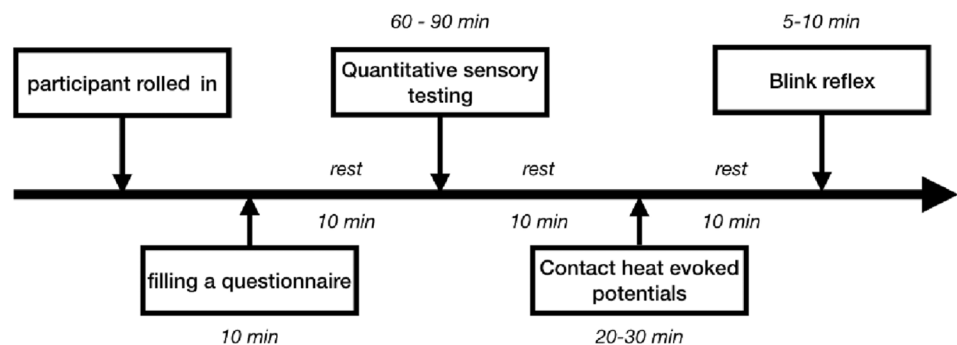 60 - 90 min
5-10 min
participant rolled in
Quantitative sensory
testing
Blink reflex
rest
rest
rest
10 min
10 min
10 min
filling a questionnaire
Contact heat evoked
potentials
10 min
20-30 min